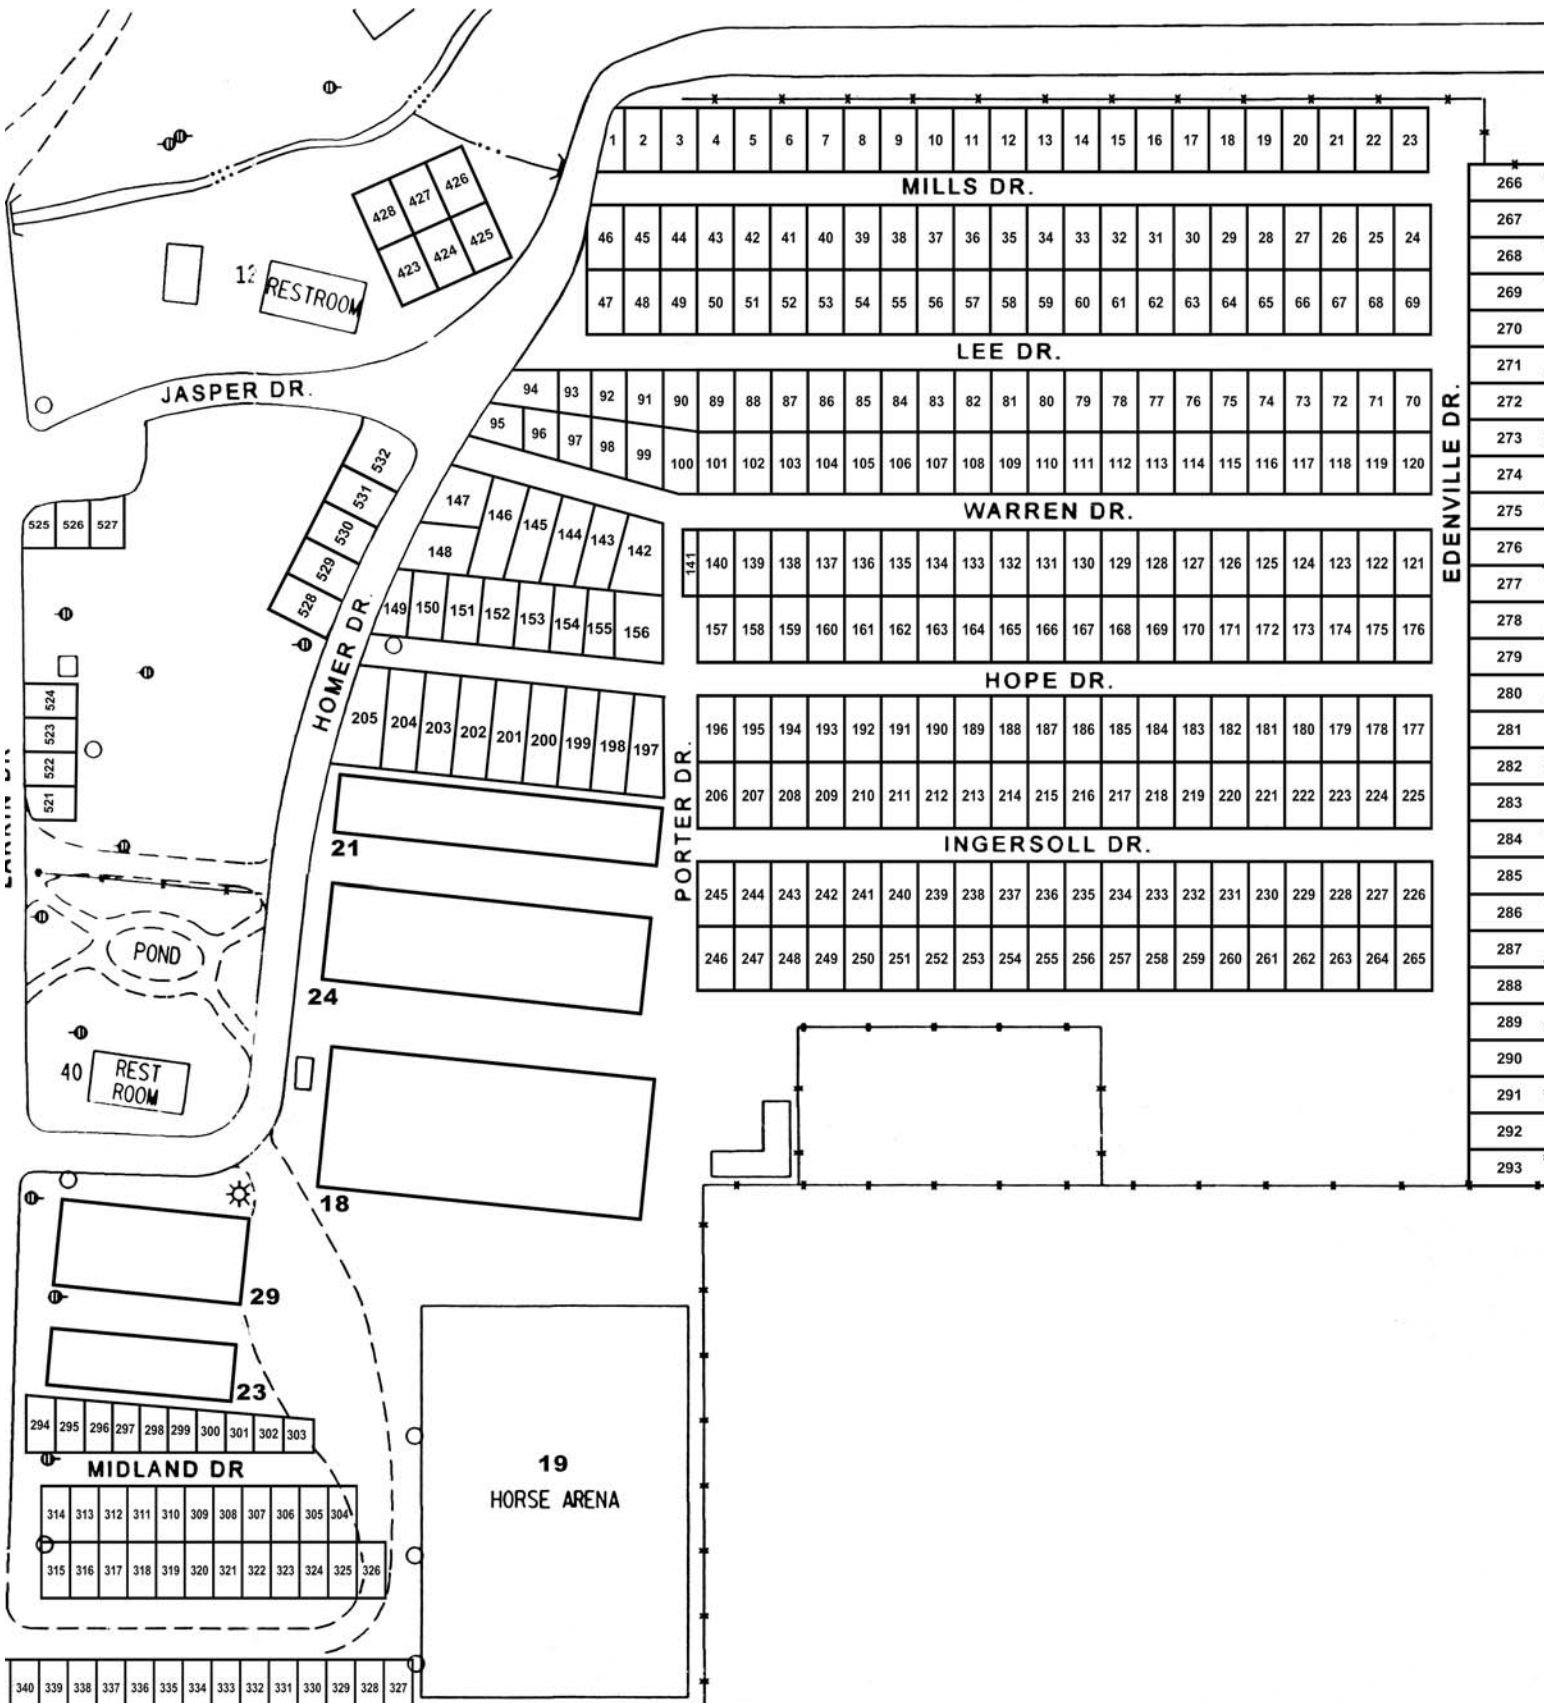 1 2 3 4 5 6 7 8 9 10 11 12 13 14 15 16 17 18 19 20 21 22 23
MILLS DR.
46 45 44 43 42 41 40 39 38 37 36 35 34 33 32 31 30 29 28 27 26 25 24
47 48 49 50 51 52 53 54 55 56 57 58 59 60 61 62 63 64 65 66 67 68 69
LEE DR.
94 93 92 91 90 89 88 87 86 85 84 83 82 81 80 79 78 77 76 75 74 73 72 71 70
95 96 97 98 99 100 101 102 103 104 105 106 107 108 109 110 111 112 113 114 115 116 117 118 119 120
WARREN DR.
147 146 145 144 143 142
148
141 140 139 138 137 136 135 134 133 132 131 130 129 128 127 126 125 124 123 122 121
149 150 151 152 153 154 155 156
157 158 159 160 161 162 163 164 165 166 167 168 169 170 171 172 173 174 175 176
HOPE DR.
205 204 203 202 201 200 199 198 197
196 195 194 193 192 191 190 189 188 187 186 185 184 183 182 181 180 179 178 177
206 207 208 209 210 211 212 213 214 215 216 217 218 219 220 221 222 223 224 225
INGERSOLL DR.
245 244 243 242 241 240 239 238 237 236 235 234 233 232 231 230 229 228 227 226
246 247 248 249 250 251 252 253 254 255 256 257 258 259 260 261 262 263 264 265
EDENVILLE DR.
266
267
268
269
270
271
272
273
274
275
276
277
278
279
280
281
282
283
284
285
286
287
288
289
290
291
292
293
PORTER DR.
428 427 426
423 424 425
RESTROOM
JASPER DR.
532
531
530
529
528
525 526 527
HOMER DR.
524
523
522
521
21
24
POND
40
REST
ROOM
18
29
23
294 295 296 297 298 299 300 301 302 303
MIDLAND DR
314 313 312 311 310 309 308 307 306 305 304
315 316 317 318 319 320 321 322 323 324 325 326
19
HORSE ARENA
340 339 338 337 336 335 334 333 332 331 330 329 328 327